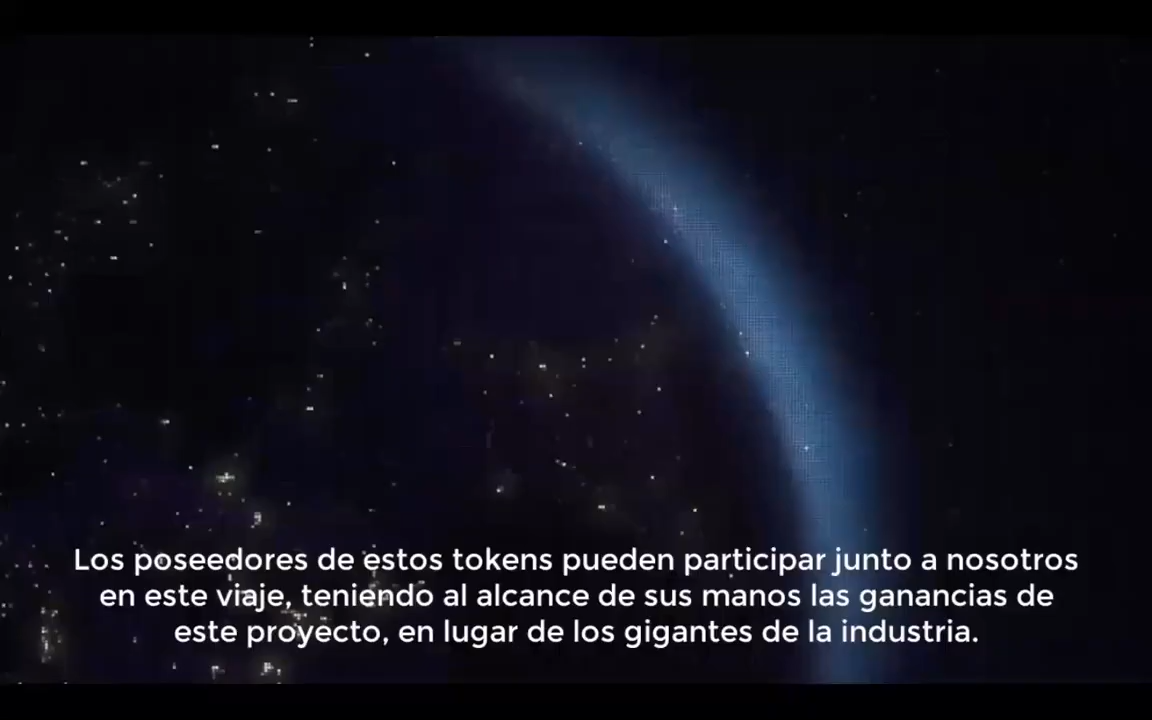 Los poseedores de estos tokens pueden participar junto a nosotros
en este viaje, teniendo al alcance de sus manos las ganancias de
este proyecto, en lugar de los gigantes de la industria.